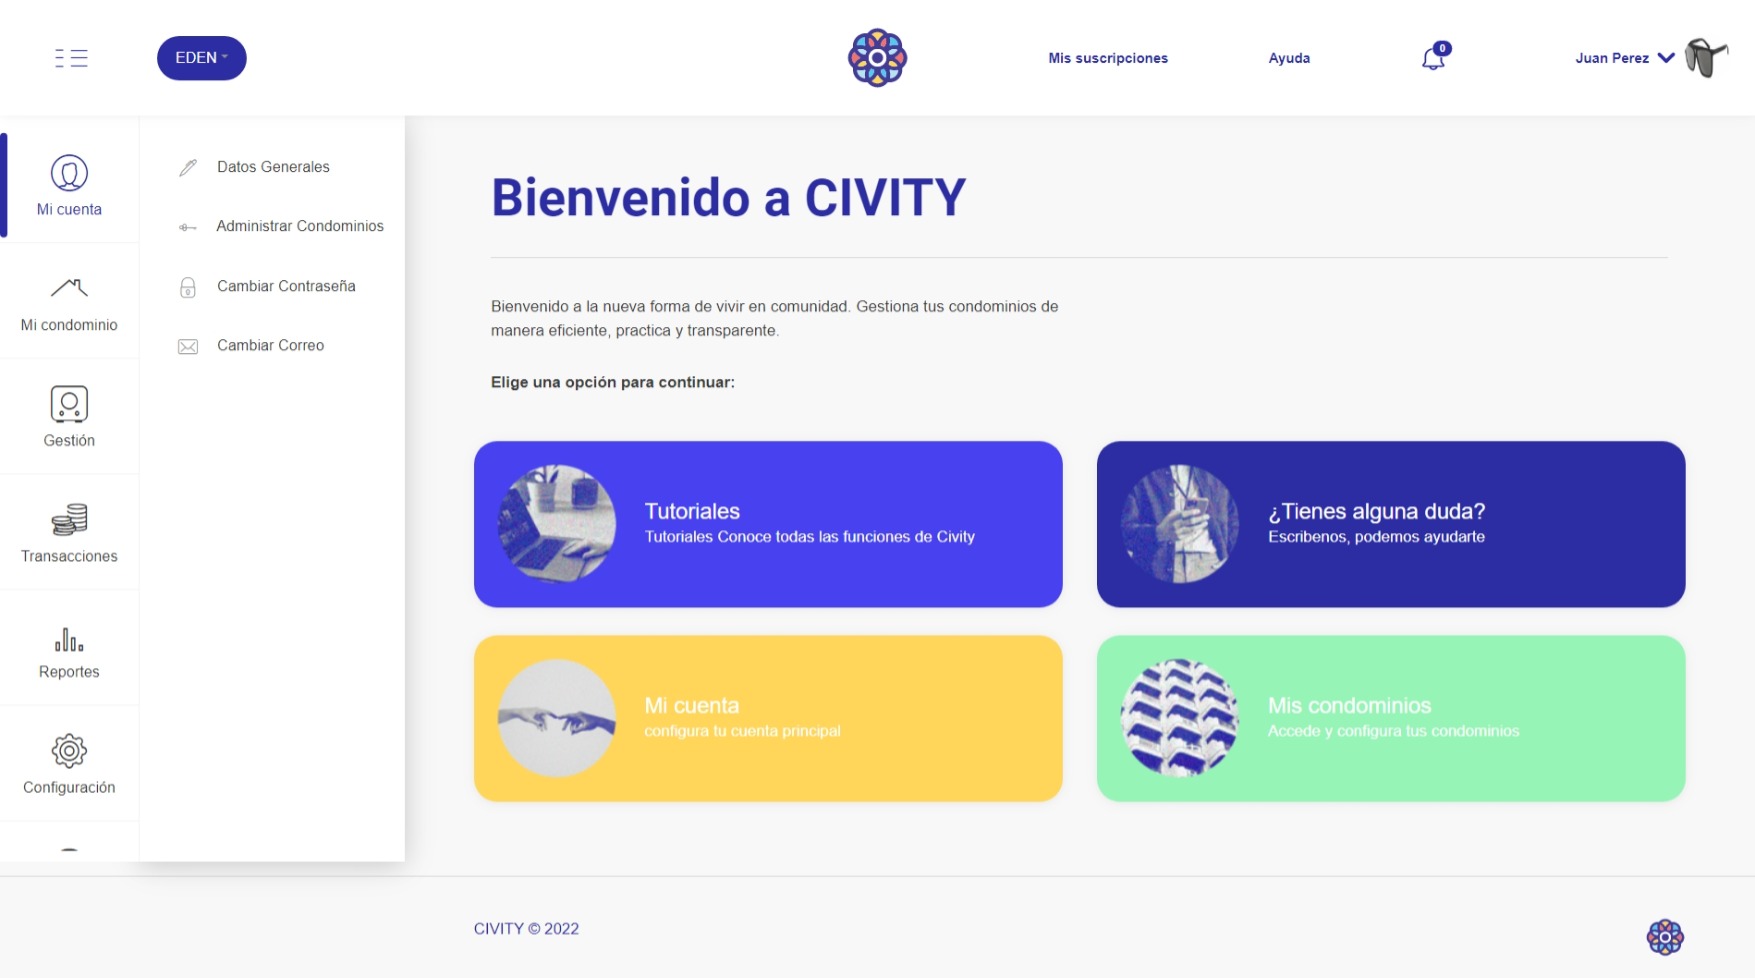 EDEN
Mis suscripciones
Ayuda
0
Juan Perez
Mi cuenta
Mi condominio
Gestión
Transacciones
Reportes
Configuración
Datos Generales
Administrar Condominios
Cambiar Contraseña
Cambiar Correo
Bienvenido a CIVITY
Bienvenido a la nueva forma de vivir en comunidad. Gestiona tus condominios de
manera eficiente, practica y transparente.
Elige una opción para continuar:
Tutoriales
Tutoriales Conoce todas las funciones de Civity
¿Tienes alguna duda?
Escribenos, podemos ayudarte
Mi cuenta
configura tu cuenta principal
Mis condominios
Accede y configura tus condominios
CIVITY © 2022